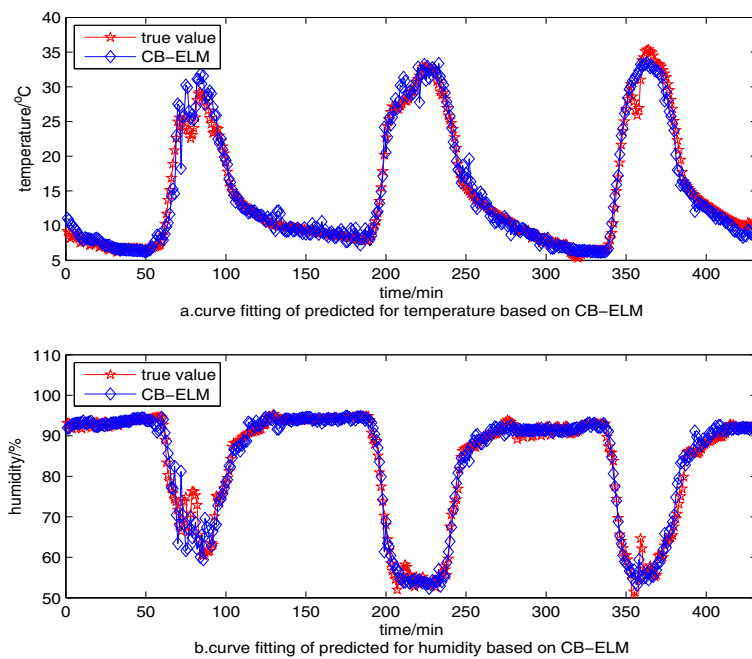 40
35
30
25
20
15
10
5
temperature/°C
true value
CB−ELM
0 50 100 150 200 250 300 350 400
time/min
a.curve fitting of predicted for temperature based on CB−ELM
110
100
90
80
70
60
50
humidity/%
true value
CB−ELM
0 50 100 150 200 250 300 350 400
time/min
b.curve fitting of predicted for humidity based on CB−ELM